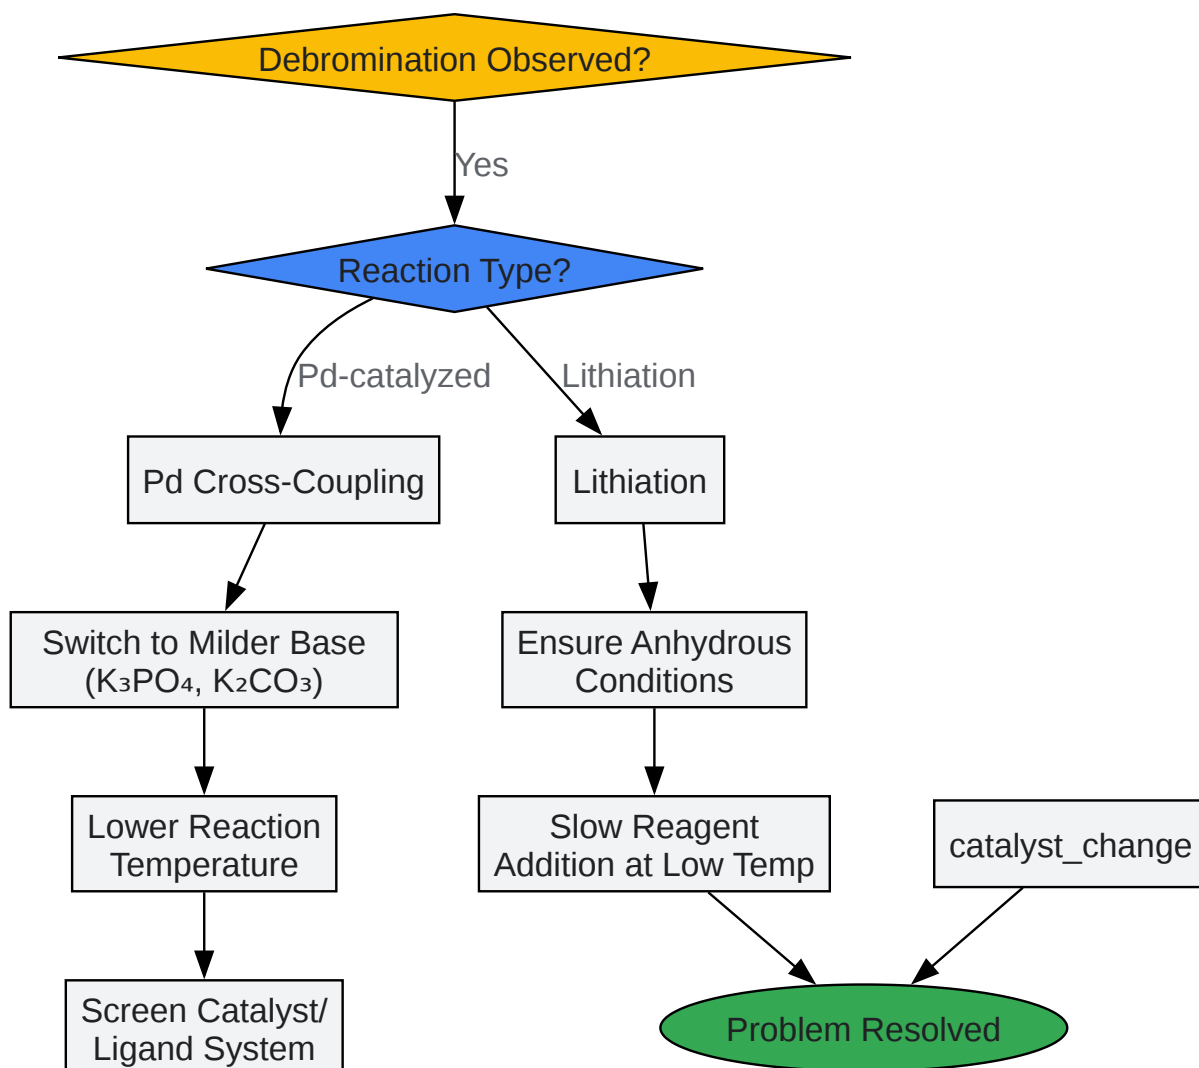 Debromination Observed?
Yes
Reaction Type?
Pd-catalyzed
Lithiation
Pd Cross-Coupling
Lithiation
Switch to Milder Base
(K₃PO₄, K₂CO₃)
Ensure Anhydrous
Conditions
Lower Reaction
Temperature
Slow Reagent
Addition at Low Temp
catalyst_change
Screen Catalyst/
Ligand System
Problem Resolved